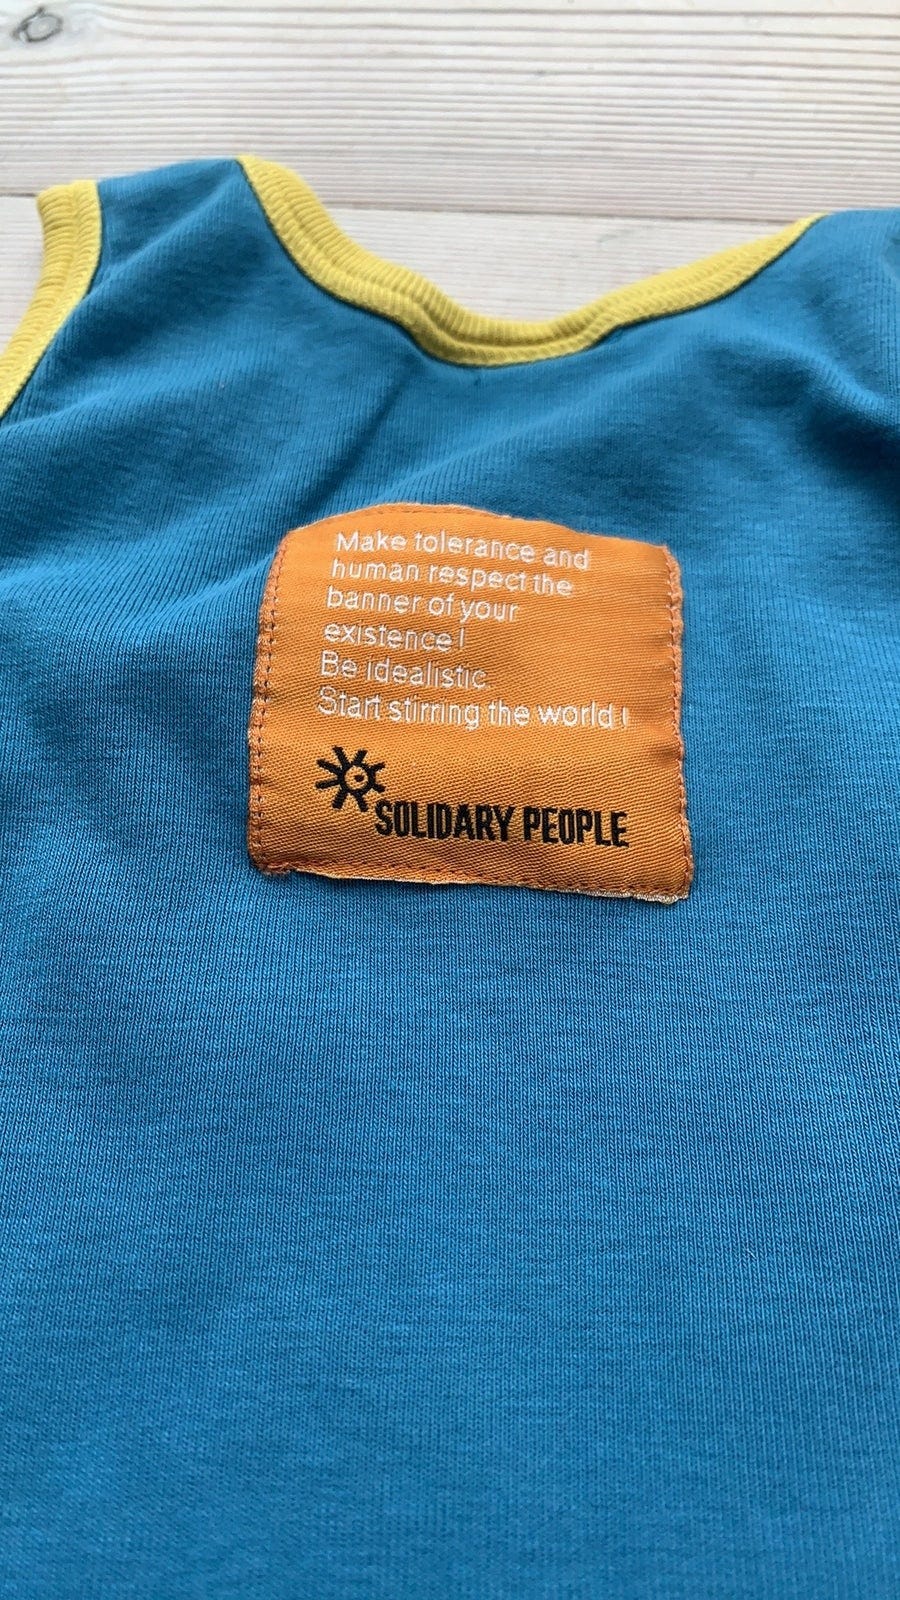 Make tolerance and
human respect the
banner of your
existence!
Be idealistic.
Start stirring the world!
SOLIDARY PEOPLE